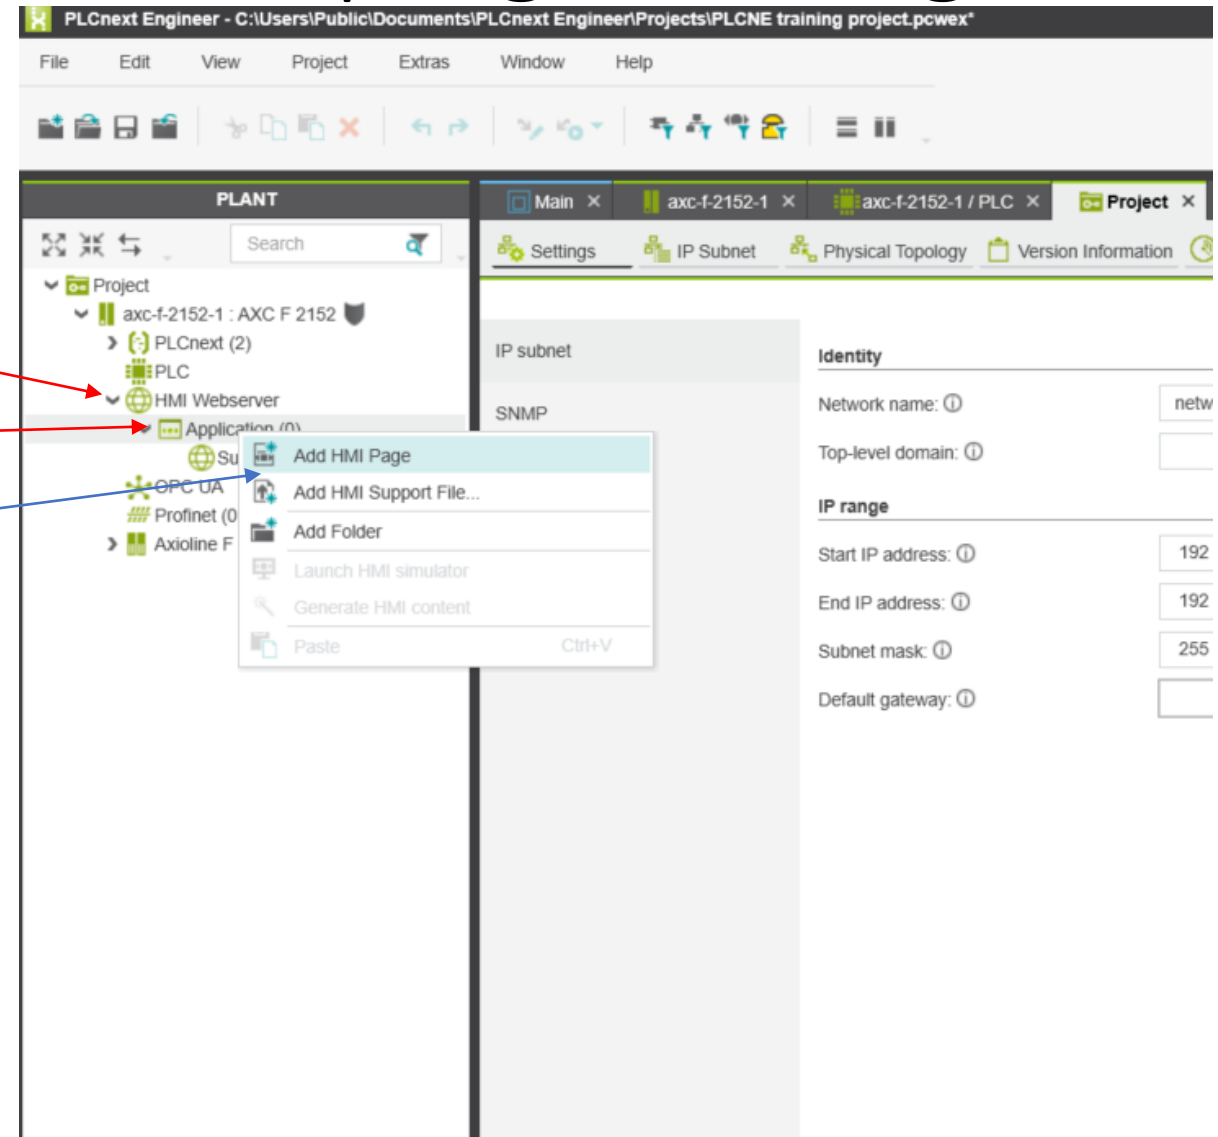 PLCnext Engineer - C:\Users\Public\Documents\PLCnext Engineer\Projects\PLCNE training project.pcwex*
File Edit View Project Extras Window Help
PLANT
Main axc-f-2152-1 axc-f-2152-1 / PLC Project
Search
Settings IP Subnet Physical Topology Version Information
Project
axc-f-2152-1 : AXC F 2152
PLCnext (2)
PLC
HMI Webserver
Application (0)
Su
OPC UA
Profinet (0
Axioline F
Add HMI Page
Add HMI Support File...
Add Folder
Launch HMI simulator
Generate HMI content
Paste Ctrl+V
IP subnet
SNMP
Identity
Network name: netw
Top-level domain:
IP range
Start IP address: 192
End IP address: 192
Subnet mask: 255
Default gateway: